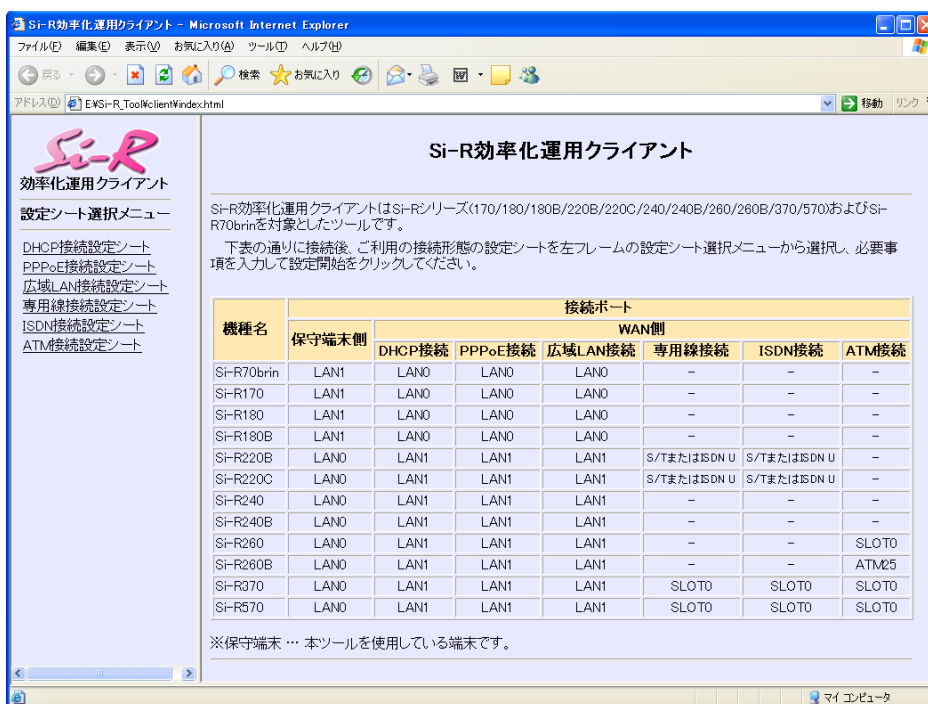 Si-R効率化運用クライアント - Microsoft Internet Explorer
ファイル(F) 編集(E) 表示(V) お気に入り(A) ツール(T) ヘルプ(H)
戻る 検索 お気に入り
アドレス(D) E:¥Si-R_Tool¥client¥index.html 移動 リンク
Si-R
効率化運用クライアント
設定シート選択メニュー
DHCP接続設定シート
PPPoE接続設定シート
広域LAN接続設定シート
専用線接続設定シート
ISDN接続設定シート
ATM接続設定シート
Si-R効率化運用クライアント
Si-R効率化運用クライアントはSi-Rシリーズ(170/180/180B/220B/220C/240/240B/260/260B/370/570)およびSi-
R70brinを対象としたツールです。
下表の通りに接続後、ご利用の接続形態の設定シートを左フレームの設定シート選択メニューから選択し、必要事
項を入力して設定開始をクリックしてください。
機種名 接続ポート
保守端末側 WAN側
DHCP接続 PPPoE接続 広域LAN接続 専用線接続 ISDN接続 ATM接続
Si-R70brin LAN1 LAN0 LAN0 LAN0 - - -
Si-R170 LAN1 LAN0 LAN0 LAN0 - - -
Si-R180 LAN1 LAN0 LAN0 LAN0 - - -
Si-R180B LAN1 LAN0 LAN0 LAN0 - - -
Si-R220B LAN0 LAN1 LAN1 LAN1 S/TまたはISDN U S/TまたはISDN U -
Si-R220C LAN0 LAN1 LAN1 LAN1 S/TまたはISDN U S/TまたはISDN U -
Si-R240 LAN0 LAN1 LAN1 LAN1 - - -
Si-R240B LAN0 LAN1 LAN1 LAN1 - - -
Si-R260 LAN0 LAN1 LAN1 LAN1 - - SLOT0
Si-R260B LAN0 LAN1 LAN1 LAN1 - - ATM25
Si-R370 LAN0 LAN1 LAN1 LAN1 SLOT0 SLOT0 SLOT0
Si-R570 LAN0 LAN1 LAN1 LAN1 SLOT0 SLOT0 SLOT0
※保守端末 … 本ツールを使用している端末です。
マイ コンピュータ